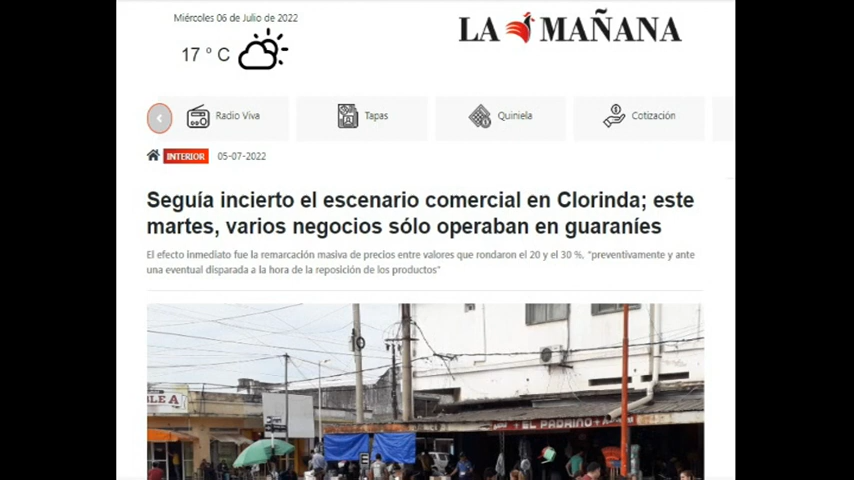 Miércoles 06 de Julio de 2022
17 º C
LA MAÑANA
Radio Viva
Tapas
Quiniela
Cotización
INTERIOR 05-07-2022
Seguía incierto el escenario comercial en Clorinda; este
martes, varios negocios sólo operaban en guaraníes
El efecto inmediato fue la remarcación masiva de precios entre valores que rondaron el 20 y el 30 %, "preventivamente y ante
una eventual disparada a la hora de la reposición de los productos"
BLE A
EL PADRINO